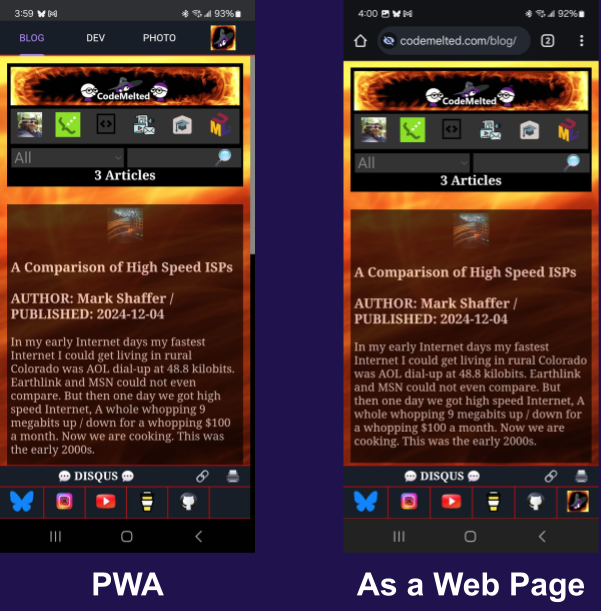 3:59
93%
BLOG DEV PHOTO
CodeMelted
All
3 Articles
A Comparison of High Speed ISPs
AUTHOR: Mark Shaffer /
PUBLISHED: 2024-12-04
In my early Internet days my fastest
Internet I could get living in rural
Colorado was AOL dial-up at 48.8 kilobits.
Earthlink and MSN could not even
compare. But then one day we got high
speed Internet, A whole whopping 9
megabits up / down for a whopping $100
a month. Now we are cooking. This was
the early 2000s.
DISQUS
PWA
4:00
92%
codemelted.com/blog/
2
CodeMelted
All
3 Articles
A Comparison of High Speed ISPs
AUTHOR: Mark Shaffer /
PUBLISHED: 2024-12-04
In my early Internet days my fastest
Internet I could get living in rural Colorado
was AOL dial-up at 48.8 kilobits. Earthlink
and MSN could not even compare. But
then one day we got high speed Internet, A
whole whopping 9 megabits up / down for
a whopping $100 a month. Now we are
cooking. This was the early 2000s.
DISQUS
As a Web Page